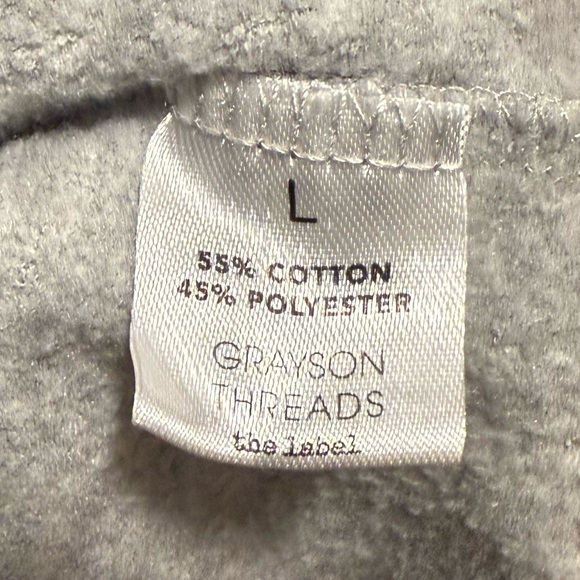 L
55% COTTON
45% POLYESTER
GRAYSON
THREADS
the label